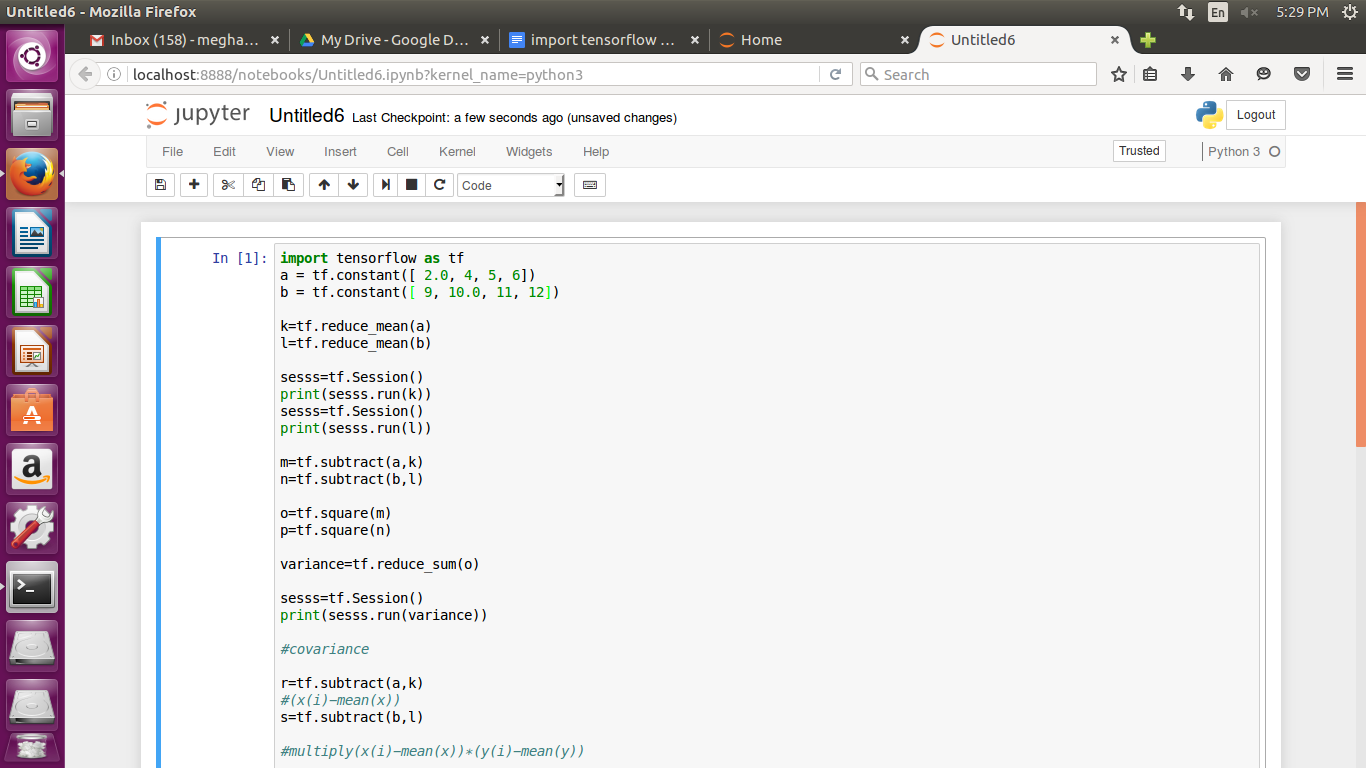 Untitled6 - Mozilla Firefox
En
5:29 PM
Inbox (158) - megha...
My Drive - Google D...
import tensorflow ...
Home
Untitled6
localhost:8888/notebooks/Untitled6.ipynb?kernel_name=python3
Search
jupyter
Untitled6
Last Checkpoint: a few seconds ago (unsaved changes)
Logout
File Edit View Insert Cell Kernel Widgets Help
Trusted
Python 3
Code
In [1]:
import tensorflow as tf
a = tf.constant([ 2.0, 4, 5, 6])
b = tf.constant([ 9, 10.0, 11, 12])
k=tf.reduce_mean(a)
l=tf.reduce_mean(b)
sesss=tf.Session()
print(sesss.run(k))
sesss=tf.Session()
print(sesss.run(l))
m=tf.subtract(a,k)
n=tf.subtract(b,l)
o=tf.square(m)
p=tf.square(n)
variance=tf.reduce_sum(o)
sesss=tf.Session()
print(sesss.run(variance))
#covariance
r=tf.subtract(a,k)
#(x(i)−mean(x))
s=tf.subtract(b,l)
#multiply(x(i)−mean(x))∗(y(i)−mean(y))